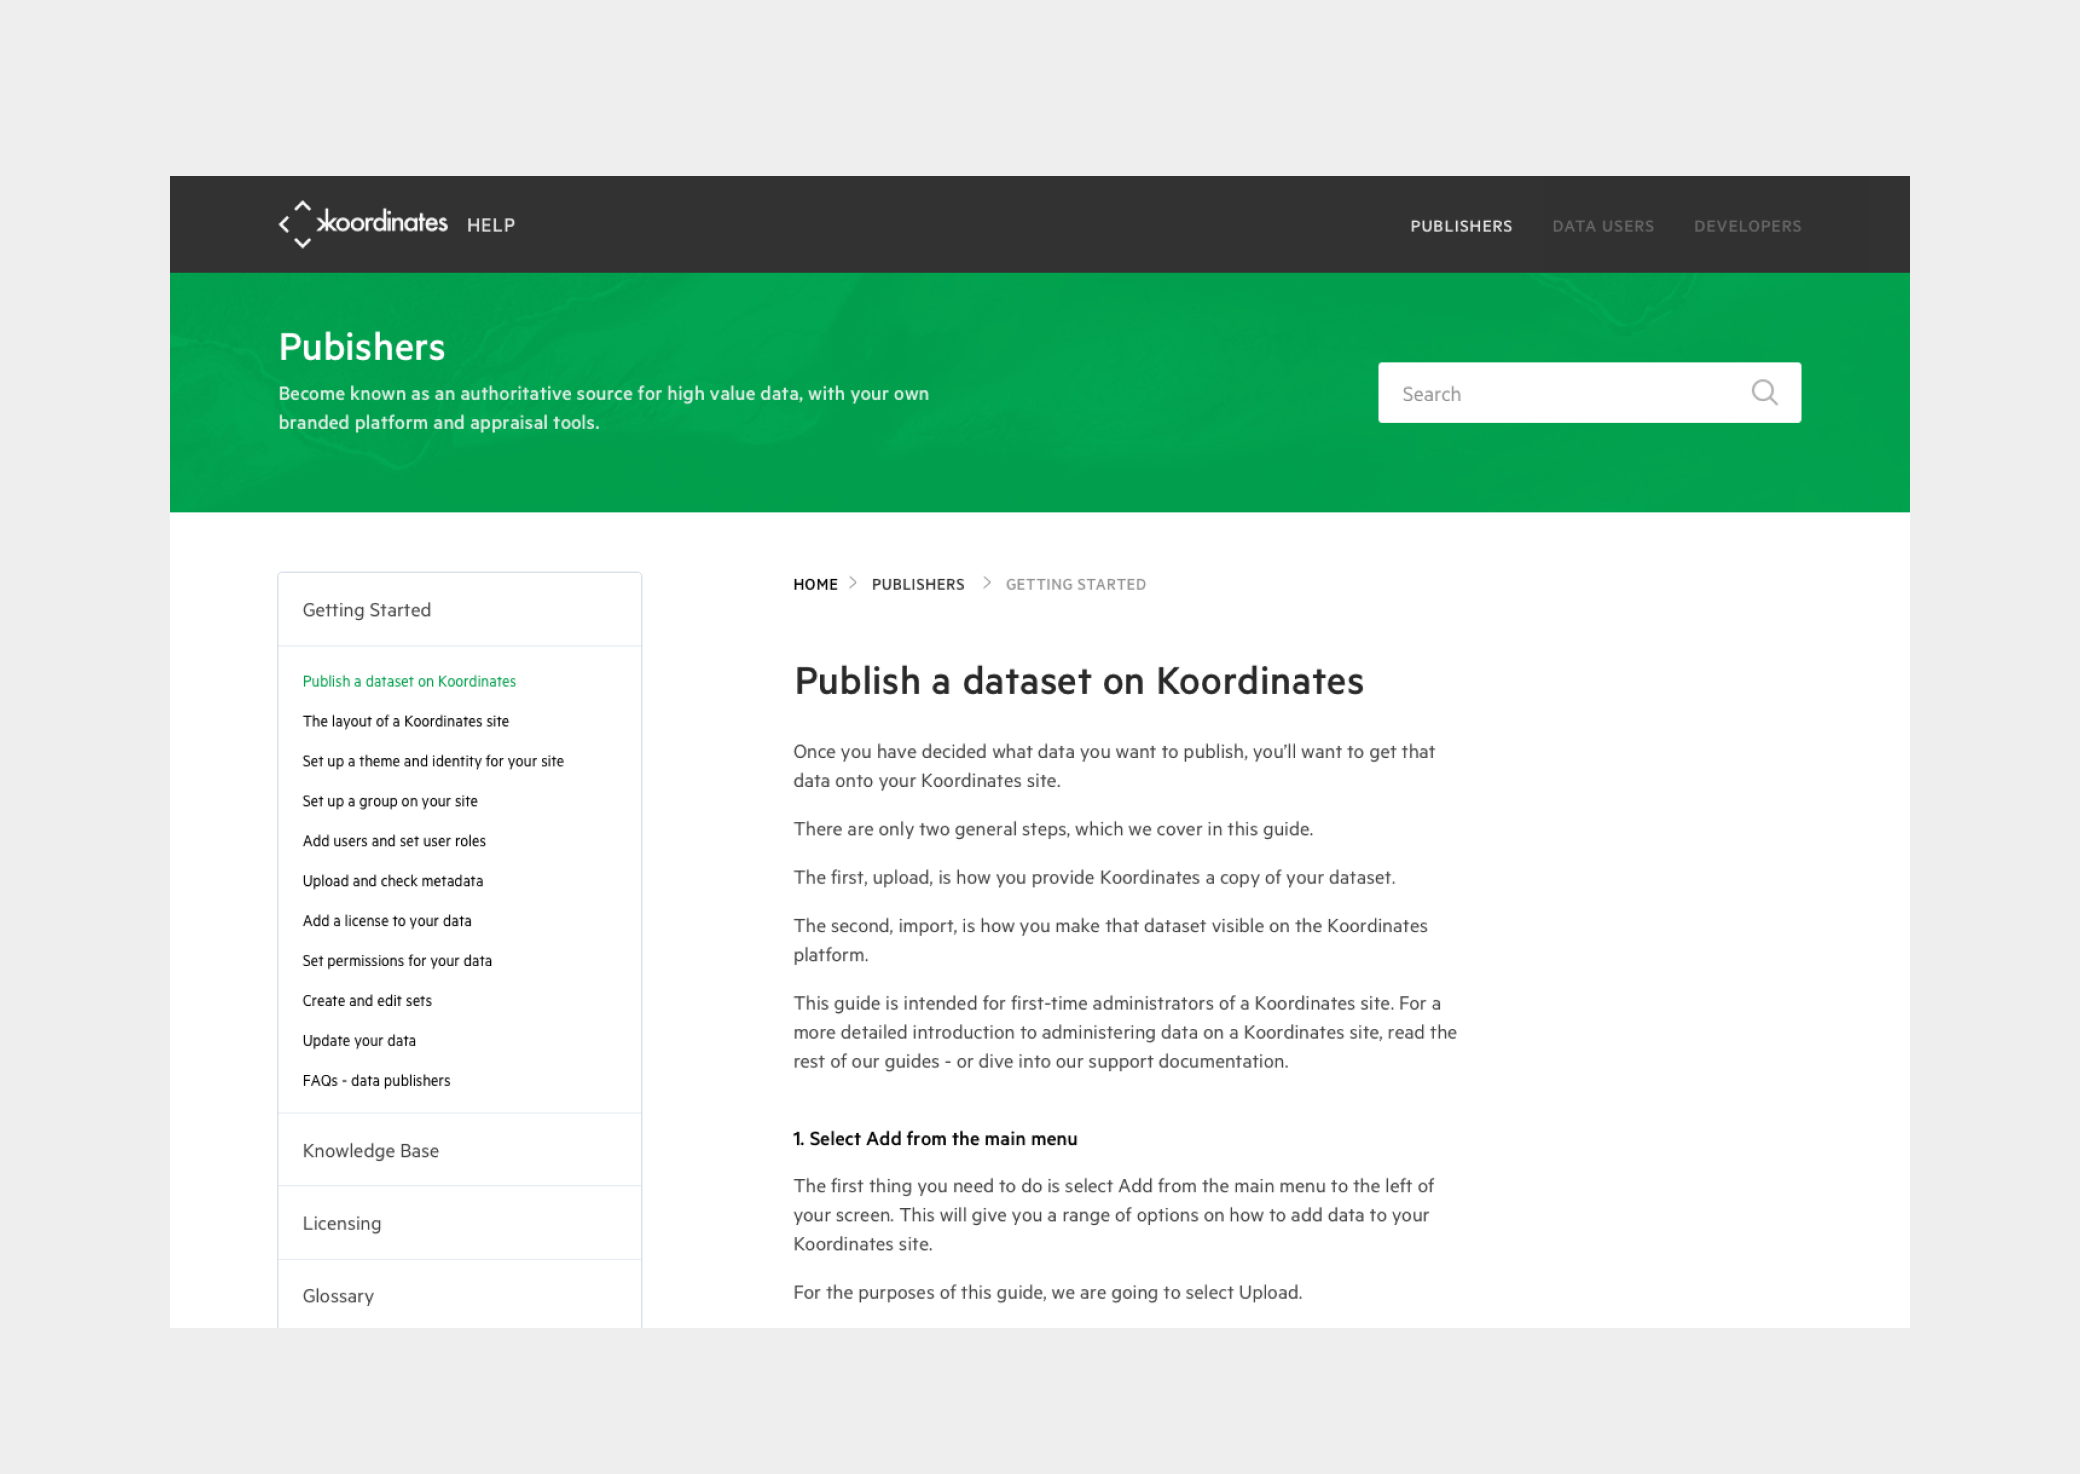 koordinates HELP
PUBLISHERS DATA USERS DEVELOPERS
Pubishers
Become known as an authoritative source for high value data, with your own
branded platform and appraisal tools.
Search
Getting Started
Publish a dataset on Koordinates
The layout of a Koordinates site
Set up a theme and identity for your site
Set up a group on your site
Add users and set user roles
Upload and check metadata
Add a license to your data
Set permissions for your data
Create and edit sets
Update your data
FAQs - data publishers
Knowledge Base
Licensing
Glossary
HOME > PUBLISHERS > GETTING STARTED
Publish a dataset on Koordinates
Once you have decided what data you want to publish, you’ll want to get that
data onto your Koordinates site.
There are only two general steps, which we cover in this guide.
The first, upload, is how you provide Koordinates a copy of your dataset.
The second, import, is how you make that dataset visible on the Koordinates
platform.
This guide is intended for first-time administrators of a Koordinates site. For a
more detailed introduction to administering data on a Koordinates site, read the
rest of our guides - or dive into our support documentation.
1. Select Add from the main menu
The first thing you need to do is select Add from the main menu to the left of
your screen. This will give you a range of options on how to add data to your
Koordinates site.
For the purposes of this guide, we are going to select Upload.